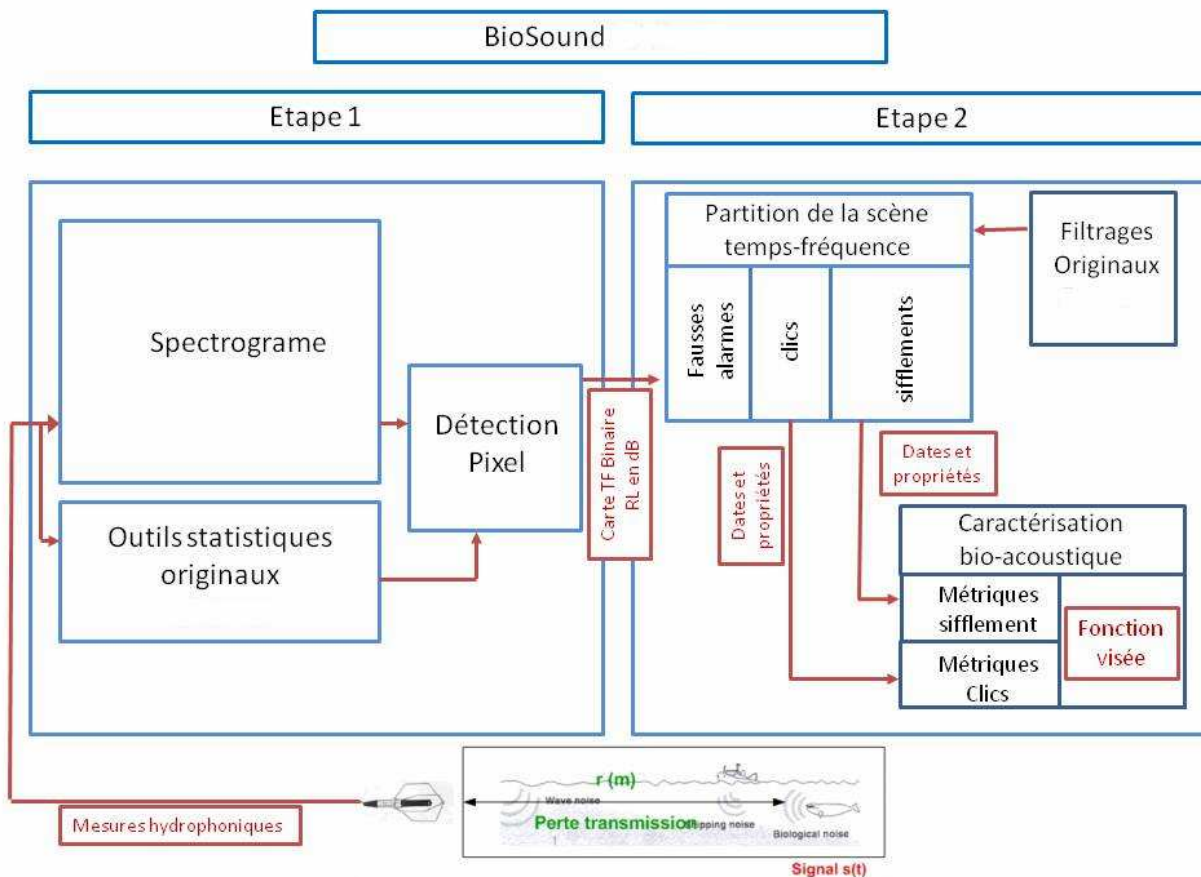 BioSound
Etape 1
Etape 2
Spectrograme
Outils statistiques
originaux
Détection
Pixel
Carte TF Binaire
RL en dB
Partition de la scène
temps-fréquence
Fausses
alarmes
clics
sifflements
Filtrages
Originaux
Dates et
propriétés
Dates et
propriétés
Caractérisation
bio-acoustique
Métriques
sifflement
Métriques
Clics
Fonction
visée
Mesures hydrophoniques
r (m)
Wave noise
Perte transmission
hipping noise
Biological noise
Signal s(t)